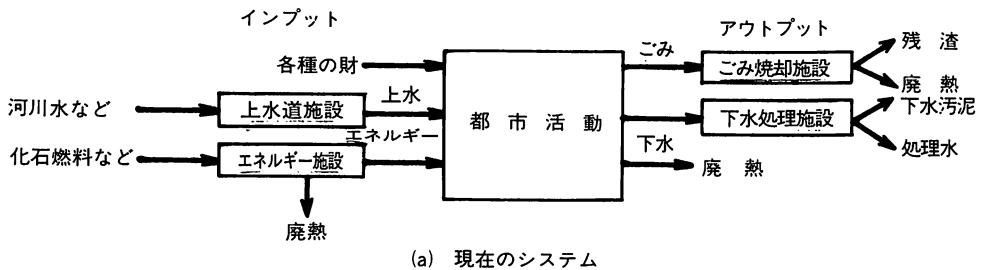 インプット
アウトプット
各種の財
ごみ
ごみ焼却施設
残渣
廃熱
河川水など
上水道施設
上水
都市活動
下水処理施設
下水汚泥
処理水
化石燃料など
エネルギー施設
エネルギー
下水
廃熱
廃熱
(a) 現在のシステム